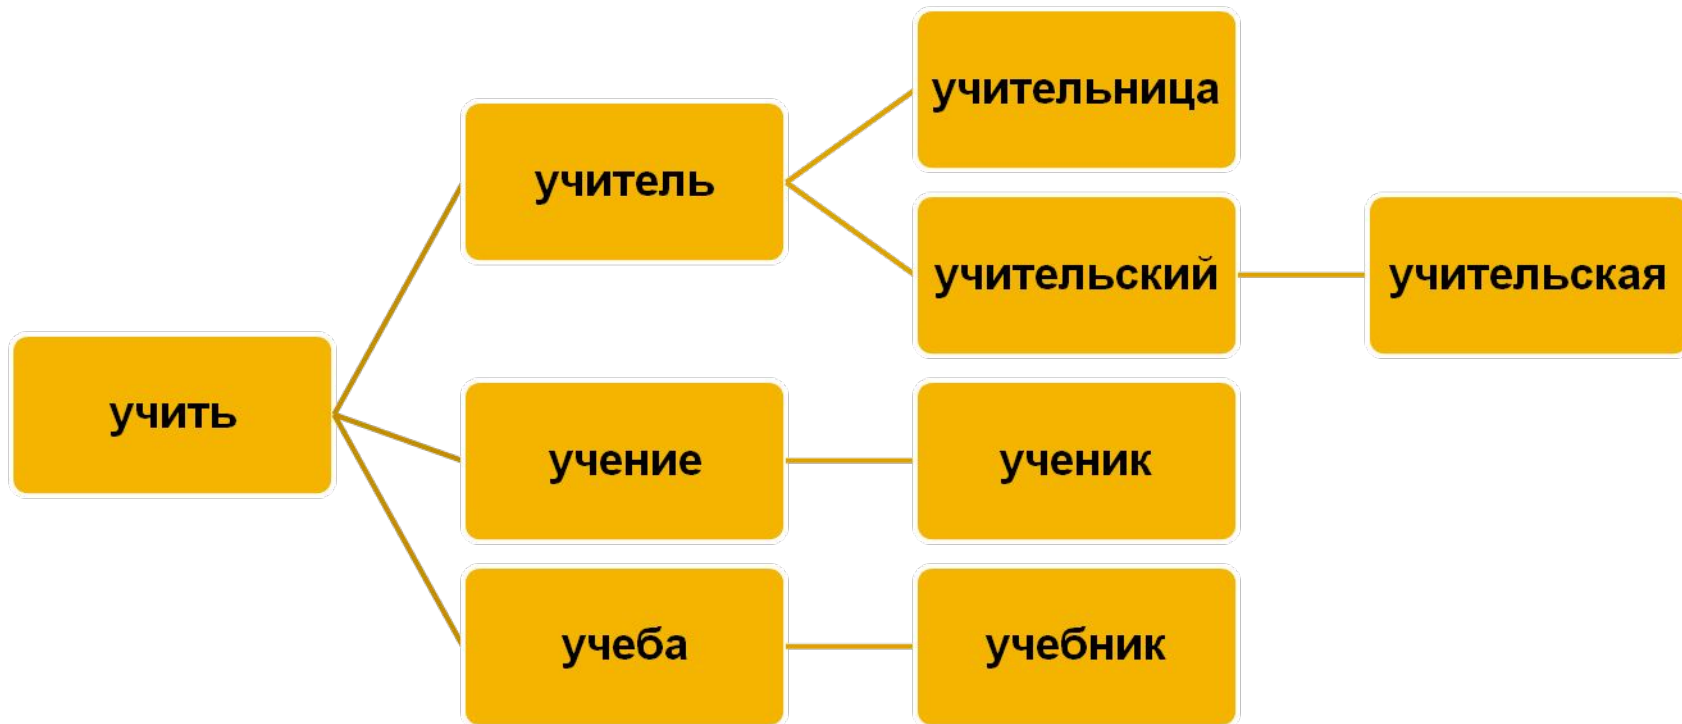 учительница
учитель
учительский
учительская
учить
учение
ученик
учеба
учебник